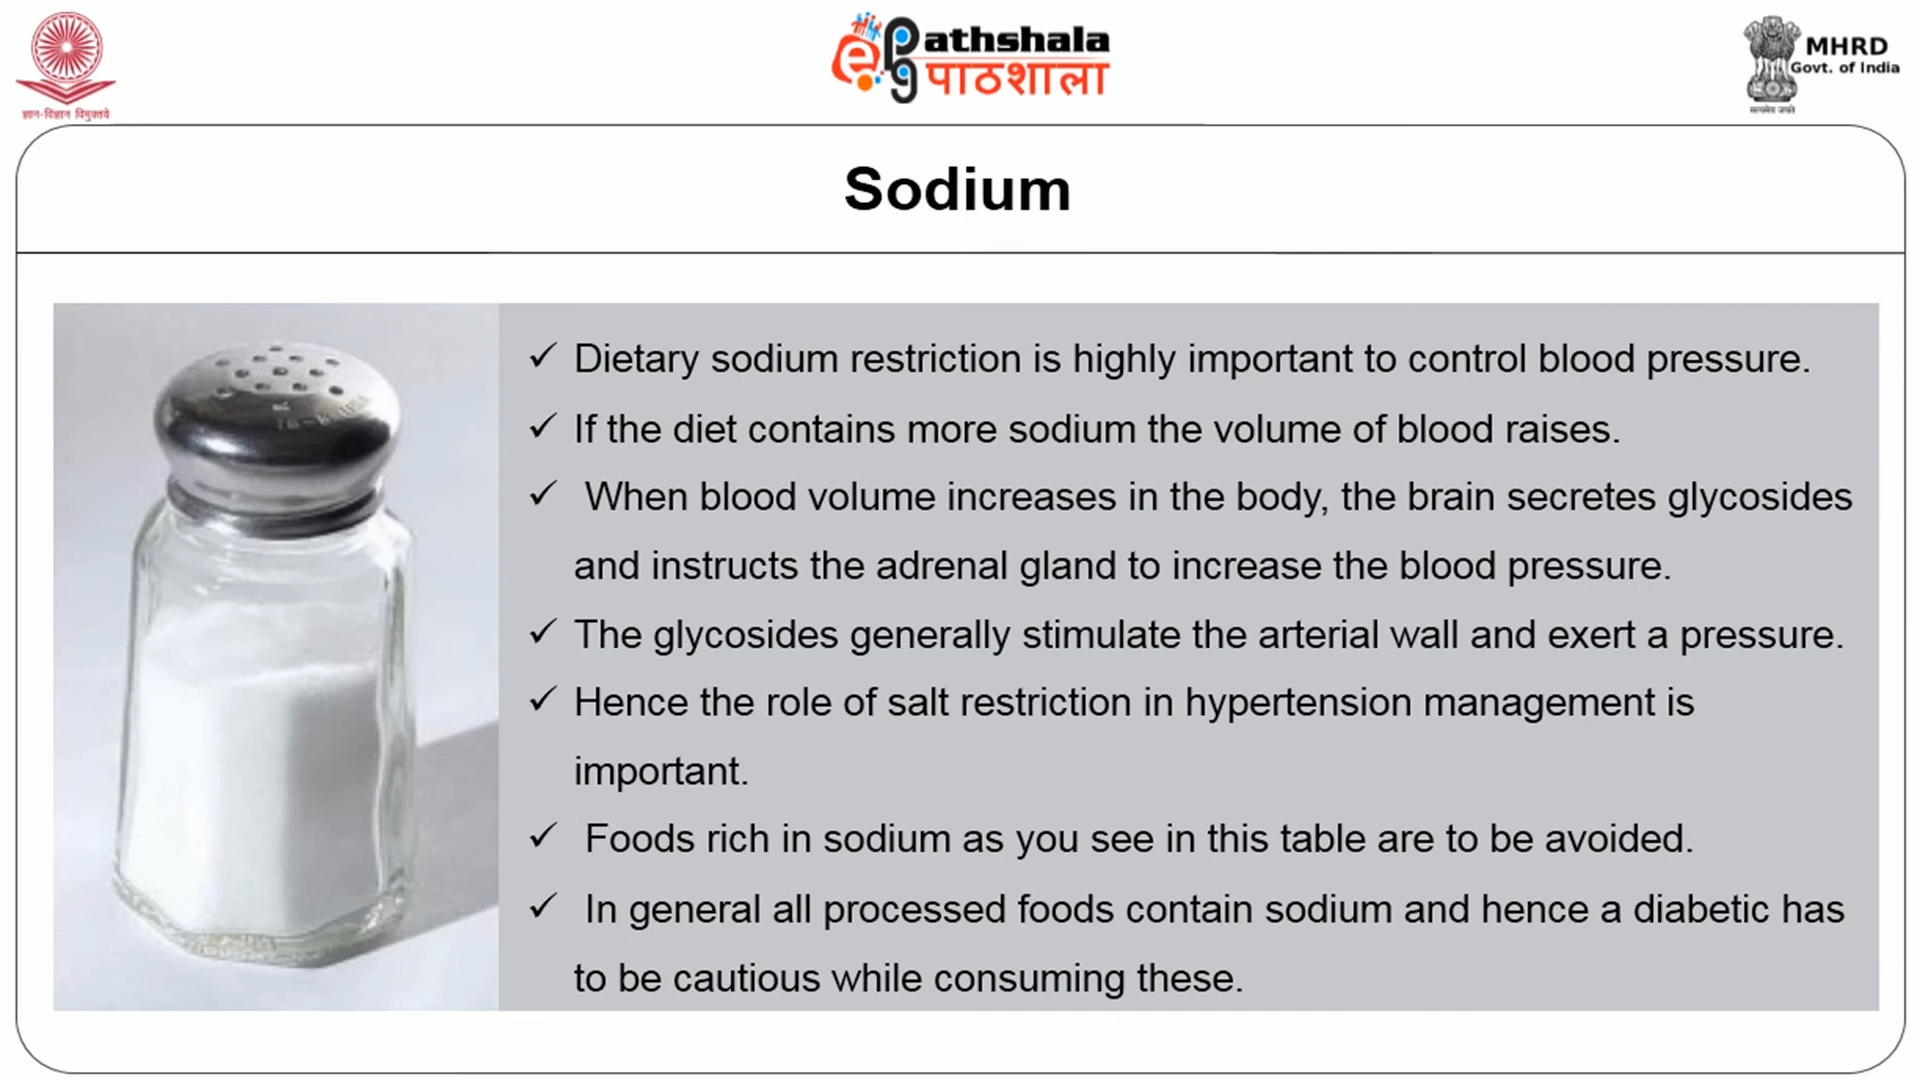 ज्ञान-विज्ञान विमुक्तये
e
pg
athshala
पाठशाला
MHRD
Govt. of India
सत्यमेव जयते
Sodium
✓ Dietary sodium restriction is highly important to control blood pressure.
✓ If the diet contains more sodium the volume of blood raises.
✓ When blood volume increases in the body, the brain secretes glycosides
and instructs the adrenal gland to increase the blood pressure.
✓ The glycosides generally stimulate the arterial wall and exert a pressure.
✓ Hence the role of salt restriction in hypertension management is
important.
✓ Foods rich in sodium as you see in this table are to be avoided.
✓ In general all processed foods contain sodium and hence a diabetic has
to be cautious while consuming these.